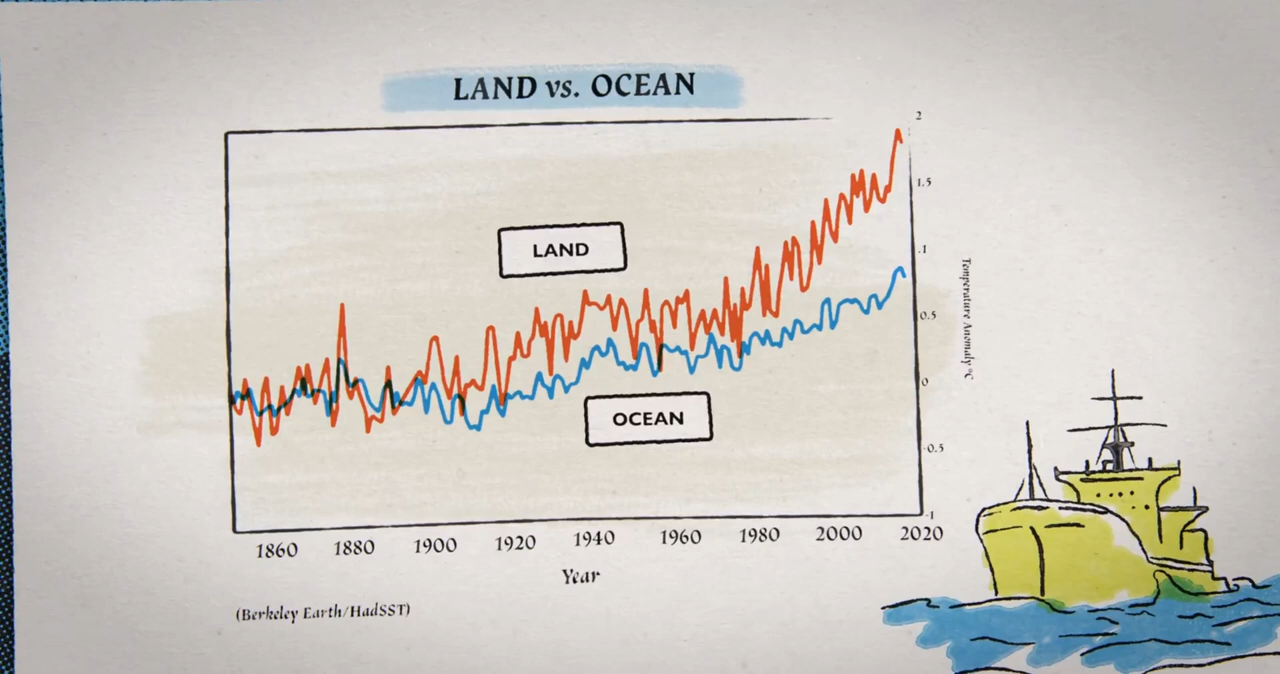 LAND vs. OCEAN
2
1.5
.1
0.5
0
-0.5
-1
LAND
OCEAN
Temperature Anomaly °C
1860 1880 1900 1920 1940 1960 1980 2000 2020
Year
(Berkeley Earth/HadSST)